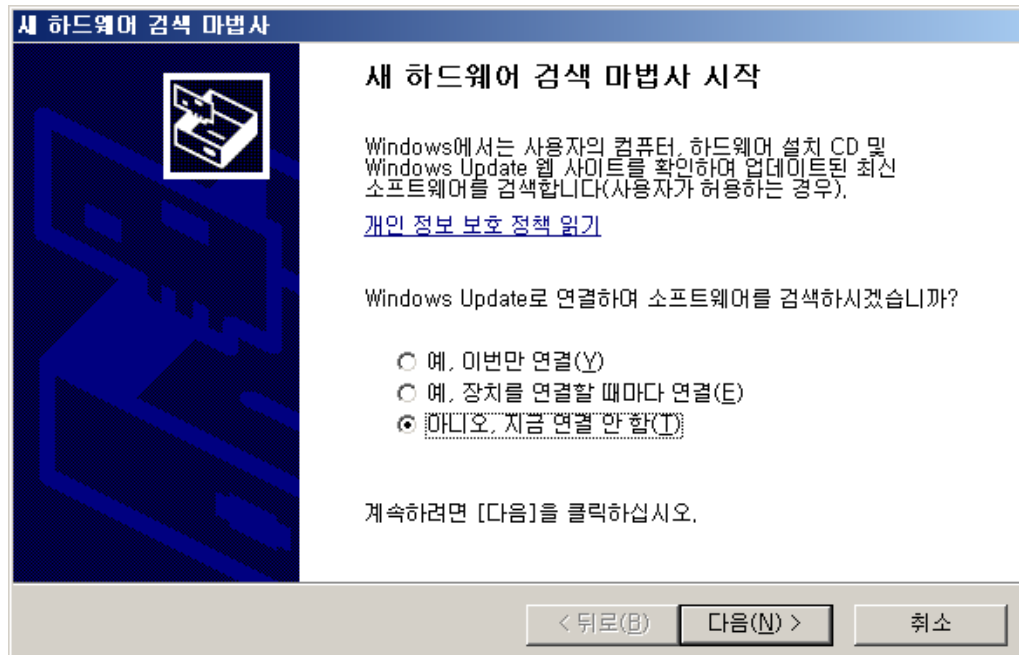 새 하드웨어 검색 마법사
새 하드웨어 검색 마법사 시작
Windows에서는 사용자의 컴퓨터, 하드웨어 설치 CD 및
Windows Update 웹 사이트를 확인하여 업데이트된 최신
소프트웨어를 검색합니다(사용자가 허용하는 경우).
개인 정보 보호 정책 읽기
Windows Update로 연결하여 소프트웨어를 검색하시겠습니까?
예, 이번만 연결(Y)
예, 장치를 연결할 때마다 연결(E)
아니오, 지금 연결 안 함(T)
계속하려면 [다음]을 클릭하십시오.
< 뒤로(B) 다음(N) > 취소